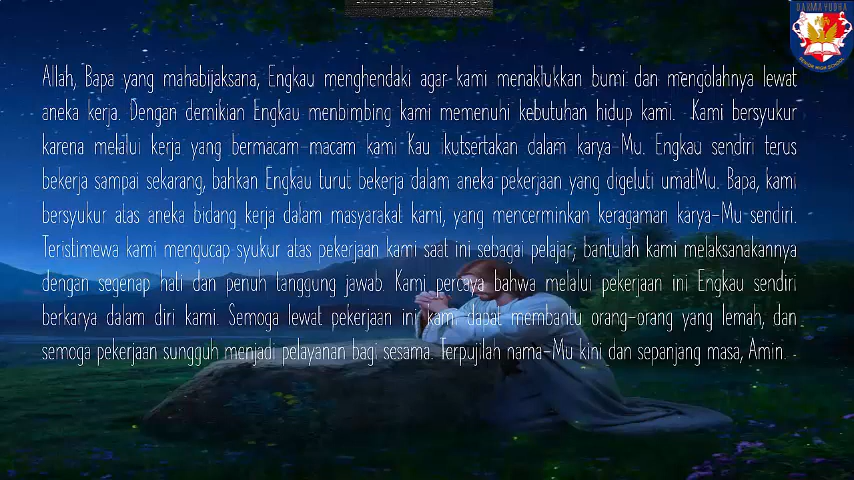 DARMA YUDHA
SENIOR HIGH SCHOOL
Allah, Bapa yang mahabijaksana, Engkau menghendaki agar kami menaklukkan bumi dan mengolahnya lewat
aneka kerja. Dengan demikian Engkau menbimbing kami memenuhi kebutuhan hidup kami. Kami bersyukur
karena melalui kerja yang bermacam-macam kami Kau ikutsertakan dalam karya-Mu. Engkau sendiri terus
bekerja sampai sekarang, bahkan Engkau turut bekerja dalam aneka pekerjaan yang digeluti umatMu. Bapa, kami
bersyukur atas aneka bidang kerja dalam masyarakat kami, yang mencerminkan keragaman karya-Mu sendiri.
Teristimewa kami mengucap syukur atas pekerjaan kami saat ini sebagai pelajar; bantulah kami melaksanakannya
dengan segenap hati dan penuh tanggung jawab. Kami percaya bahwa melalui pekerjaan ini Engkau sendiri
berkarya dalam diri kami. Semoga lewat pekerjaan ini kami dapat membantu orang-orang yang lemah, dan
semoga pekerjaan sungguh menjadi pelayanan bagi sesama. Terpujilah nama-Mu kini dan sepanjang masa, Amin.